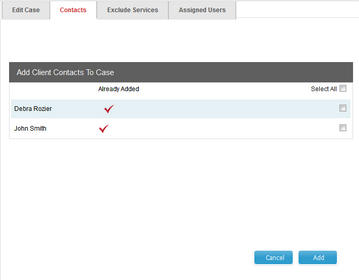 Edit Case Contacts Exclude Services Assigned Users
Add Client Contacts To Case
Already Added Select All
Debra Rozier
John Smith
Cancel Add